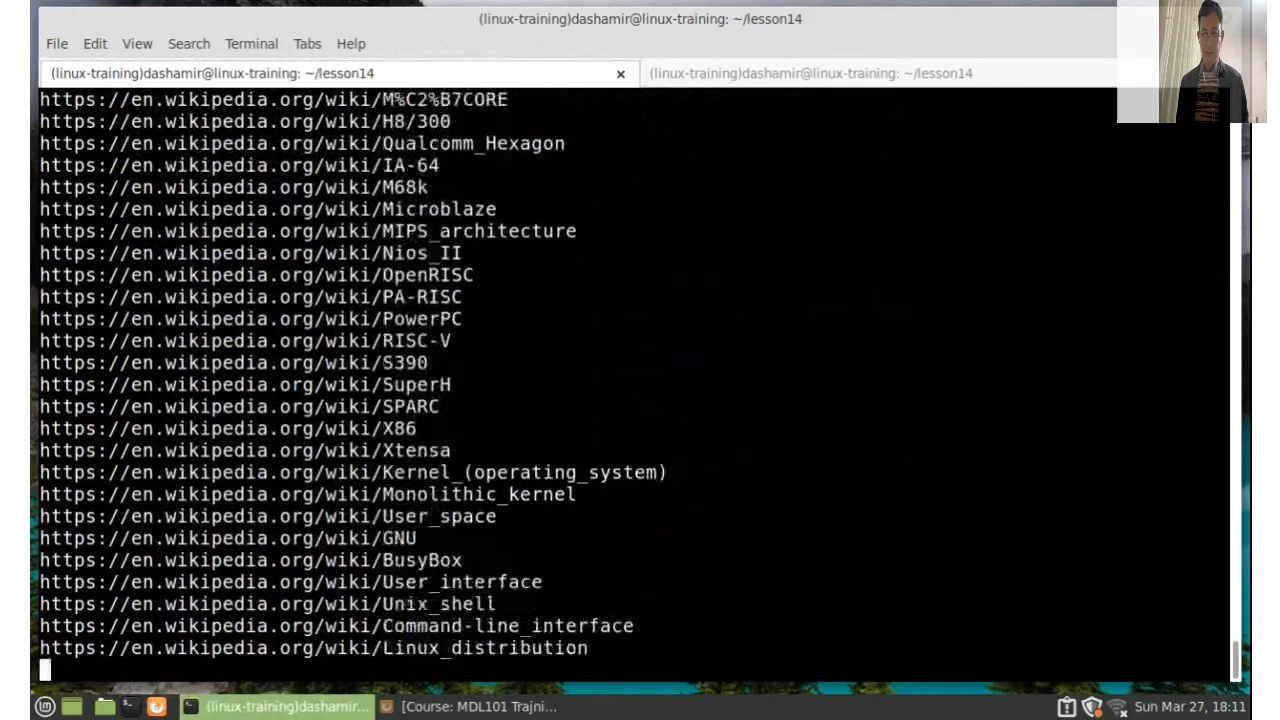 (linux-training)dashamir@linux-training: ~/lesson14
File Edit View Search Terminal Tabs Help
(linux-training)dashamir@linux-training: ~/lesson14 × (linux-training)dashamir@linux-training: ~/lesson14
https://en.wikipedia.org/wiki/M%C2%B7CORE
https://en.wikipedia.org/wiki/H8/300
https://en.wikipedia.org/wiki/Qualcomm_Hexagon
https://en.wikipedia.org/wiki/IA-64
https://en.wikipedia.org/wiki/M68k
https://en.wikipedia.org/wiki/Microblaze
https://en.wikipedia.org/wiki/MIPS_architecture
https://en.wikipedia.org/wiki/Nios_II
https://en.wikipedia.org/wiki/OpenRISC
https://en.wikipedia.org/wiki/PA-RISC
https://en.wikipedia.org/wiki/PowerPC
https://en.wikipedia.org/wiki/RISC-V
https://en.wikipedia.org/wiki/S390
https://en.wikipedia.org/wiki/SuperH
https://en.wikipedia.org/wiki/SPARC
https://en.wikipedia.org/wiki/X86
https://en.wikipedia.org/wiki/Xtensa
https://en.wikipedia.org/wiki/Kernel_(operating_system)
https://en.wikipedia.org/wiki/Monolithic_kernel
https://en.wikipedia.org/wiki/User_space
https://en.wikipedia.org/wiki/GNU
https://en.wikipedia.org/wiki/BusyBox
https://en.wikipedia.org/wiki/User_interface
https://en.wikipedia.org/wiki/Unix_shell
https://en.wikipedia.org/wiki/Command-line_interface
https://en.wikipedia.org/wiki/Linux_distribution
(linux-training)dashamir... [Course: MDL101 Trajni... Sun Mar 27, 18:11